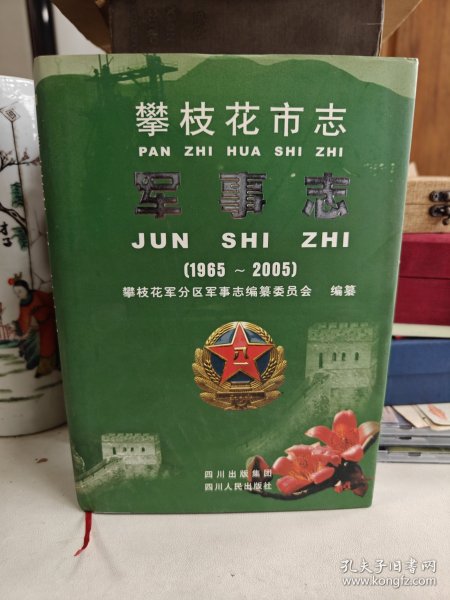 攀枝花市志
PAN ZHI HUA SHI ZHI
军事志
JUN SHI ZHI
(1965 ~ 2005)
攀枝花军分区军事志编纂委员会 编纂
八一
四川出版集团
四川人民出版社
孔夫子旧书网
www.kongfz.com